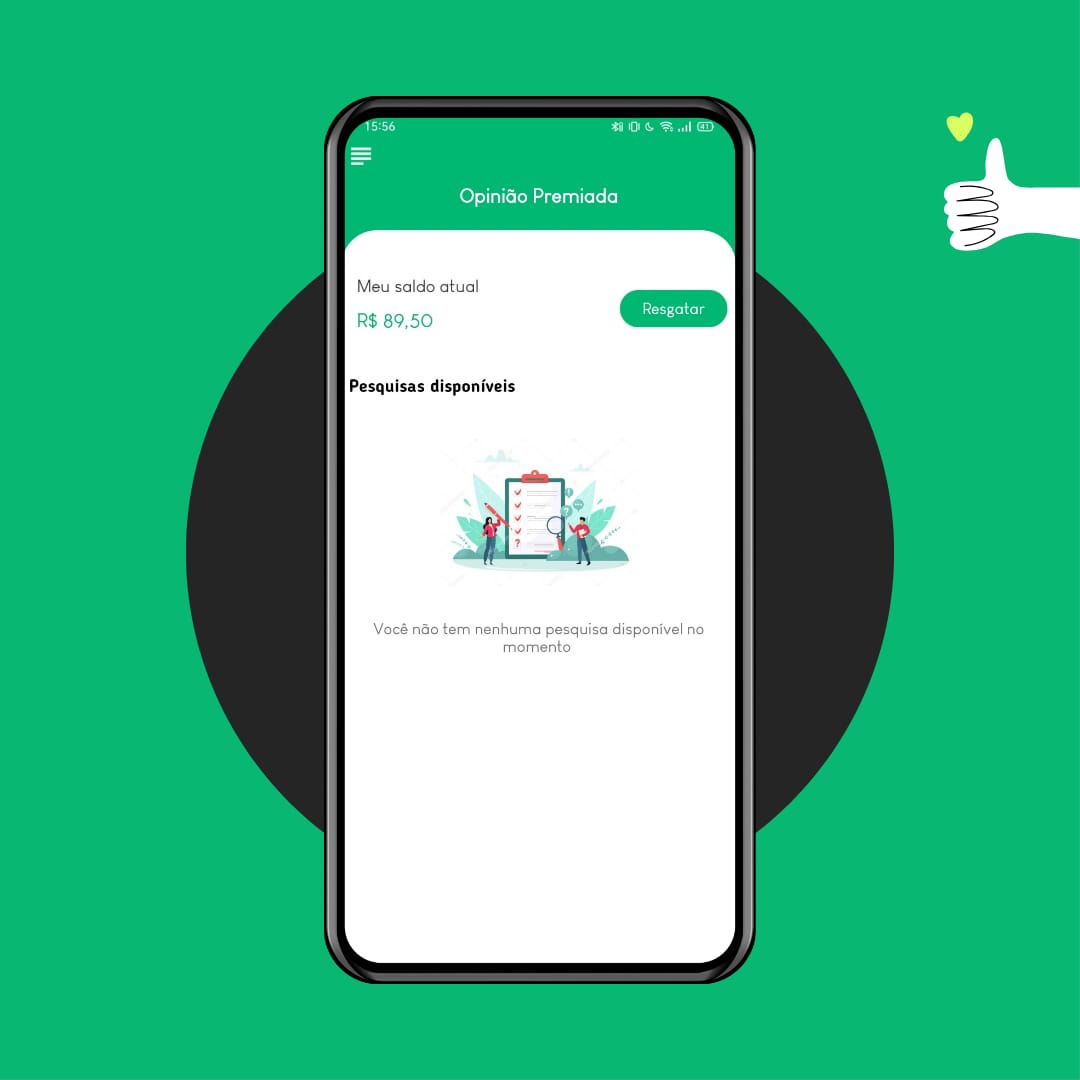 15:56
41
Opinião Premiada
Meu saldo atual
R$ 89,50
Resgatar
Pesquisas disponíveis
Você não tem nenhuma pesquisa disponível no
momento